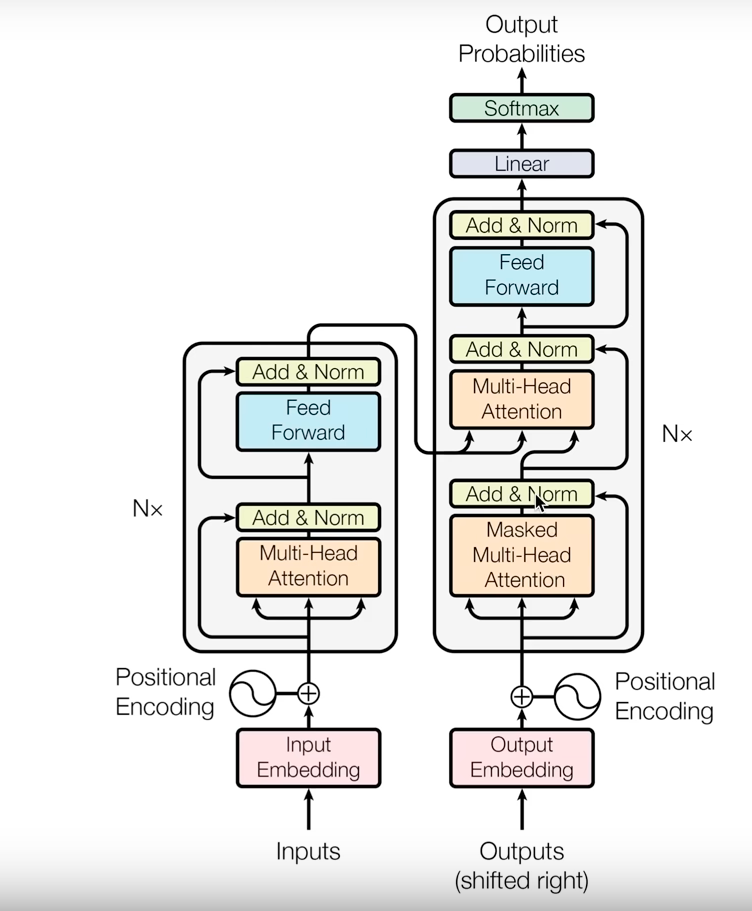 Output
Probabilities
Softmax
Linear
Add & Norm
Feed
Forward
Add & Norm
Multi-Head
Attention
Nx
Add & Norm
Masked
Multi-Head
Attention
Add & Norm
Feed
Forward
Nx
Add & Norm
Multi-Head
Attention
Positional
Encoding
Positional
Encoding
Input
Embedding
Output
Embedding
Inputs
Outputs
(shifted right)